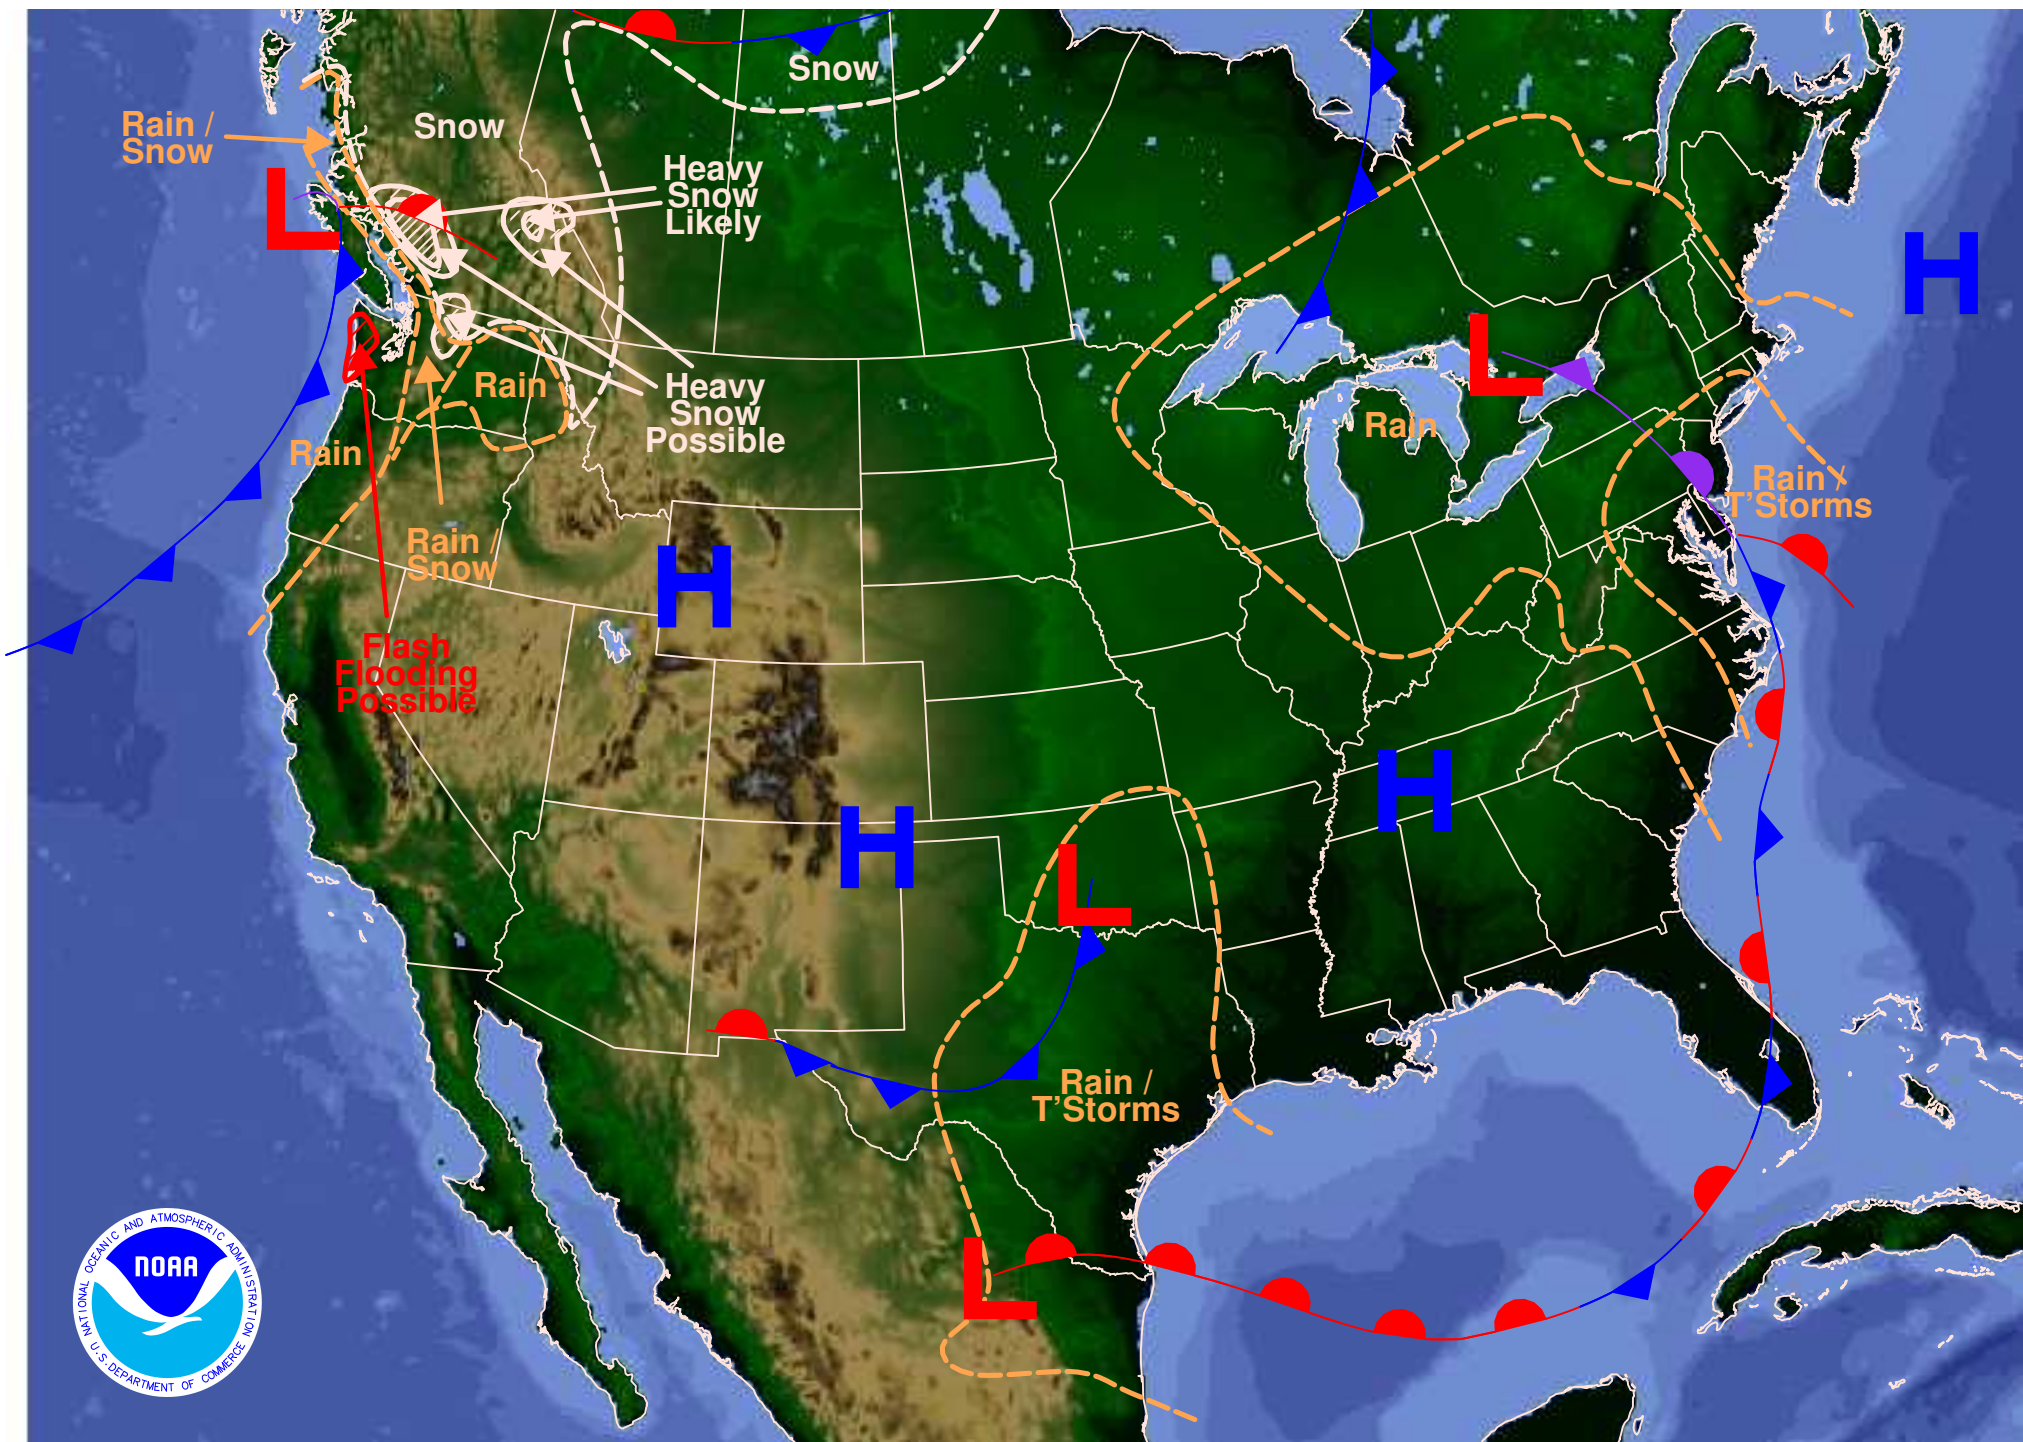 Snow
Rain /
Snow
Snow
Heavy
Snow
Likely
L
H
L
Rain
Heavy
Snow
Possible
Rain
Rain
Rain /
T'Storms
Rain /
Snow
H
Flash
Flooding
Possible
H
H
L
Rain /
T'Storms
L
NATIONAL OCEANIC AND ATMOSPHERIC ADMINISTRATION
NOAA
U.S. DEPARTMENT OF COMMERCE